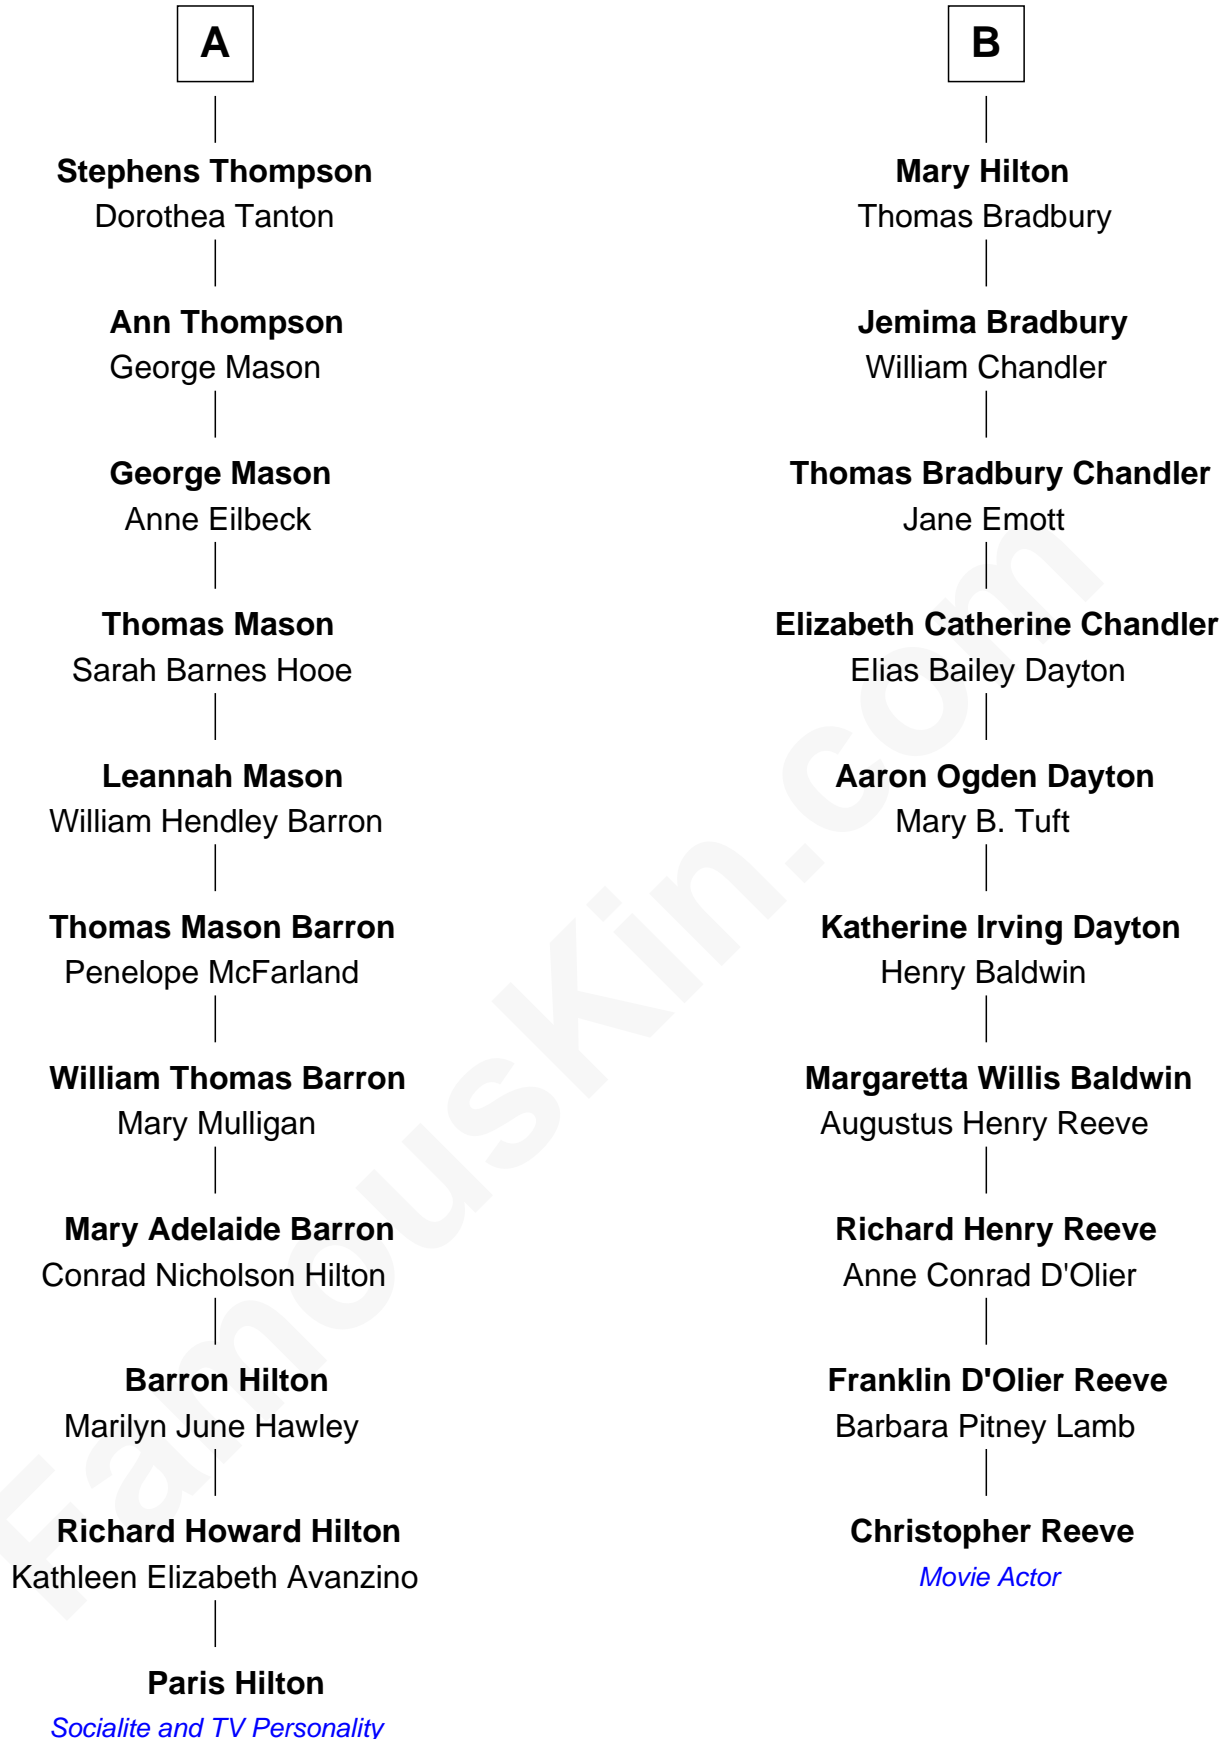 A
Stephens Thompson
Dorothea Tanton
Ann Thompson
George Mason
George Mason
Anne Eilbeck
Thomas Mason
Sarah Barnes Hooe
Leannah Mason
William Hendley Barron
Thomas Mason Barron
Penelope McFarland
William Thomas Barron
Mary Mulligan
Mary Adelaide Barron
Conrad Nicholson Hilton
Barron Hilton
Marilyn June Hawley
Richard Howard Hilton
Kathleen Elizabeth Avanzino
Paris Hilton
Socialite and TV Personality
B
Mary Hilton
Thomas Bradbury
Jemima Bradbury
William Chandler
Thomas Bradbury Chandler
Jane Emott
Elizabeth Catherine Chandler
Elias Bailey Dayton
Aaron Ogden Dayton
Mary B. Tuft
Katherine Irving Dayton
Henry Baldwin
Margaretta Willis Baldwin
Augustus Henry Reeve
Richard Henry Reeve
Anne Conrad D'Olier
Franklin D'Olier Reeve
Barbara Pitney Lamb
Christopher Reeve
Movie Actor
FamousKin.com